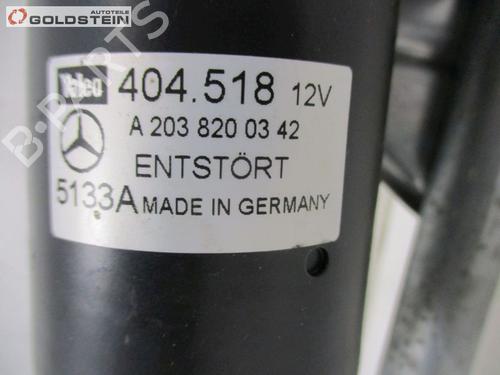 AUTOTEILE
GOLDSTEIN
B-PARTS
Valeo 404.518 12V
A 203 820 03 42
ENTSTÖRT
5133A MADE IN GERMANY